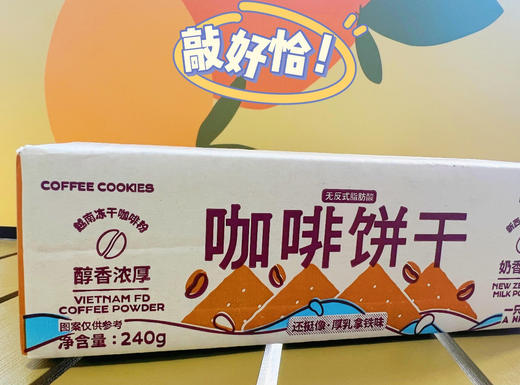 敲好恰！
COFFEE COOKIES
越南冻干咖啡粉
醇香浓厚
VIETNAM FD
COFFEE POWDER
图案仅供参考
净含量：240g
无反式脂肪酸
咖啡饼干
还挺像·厚乳拿铁味
奶香
NEW ZE
MILK PO
一只
A N